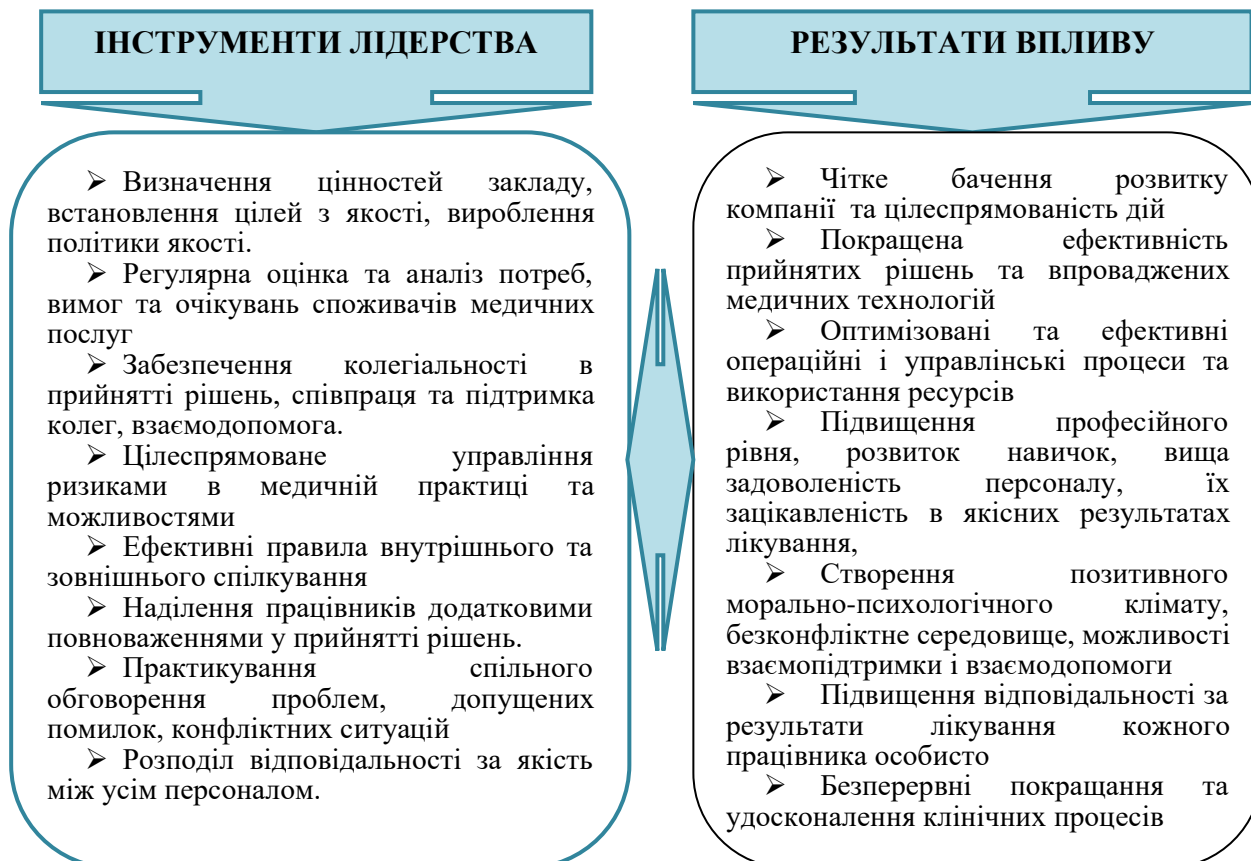 ІНСТРУМЕНТИ ЛІДЕРСТВА
➢ Визначення цінностей закладу,
встановлення цілей з якості, вироблення
політики якості.
➢ Регулярна оцінка та аналіз потреб,
вимог та очікувань споживачів медичних
послуг
➢ Забезпечення колегіальності в
прийнятті рішень, співпраця та підтримка
колег, взаємодопомога.
➢ Цілеспрямоване управління
ризиками в медичній практиці та
можливостями
➢ Ефективні правила внутрішнього та
зовнішнього спілкування
➢ Наділення працівників додатковими
повноваженнями у прийнятті рішень.
➢ Практикування спільного
обговорення проблем, допущених
помилок, конфліктних ситуацій
➢ Розподіл відповідальності за якість
між усім персоналом.
РЕЗУЛЬТАТИ ВПЛИВУ
➢ Чітке бачення розвитку
компанії та цілеспрямованість дій
➢ Покращена ефективність
прийнятих рішень та впроваджених
медичних технологій
➢ Оптимізовані та ефективні
операційні і управлінські процеси та
використання ресурсів
➢ Підвищення професійного
рівня, розвиток навичок, вища
задоволеність персоналу, їх
зацікавленість в якісних результатах
лікування,
➢ Створення позитивного
морально-психологічного клімату,
безконфліктне середовище, можливості
взаємопідтримки і взаємодопомоги
➢ Підвищення відповідальності за
результати лікування кожного
працівника особисто
➢ Безперервні покращання та
удосконалення клінічних процесів